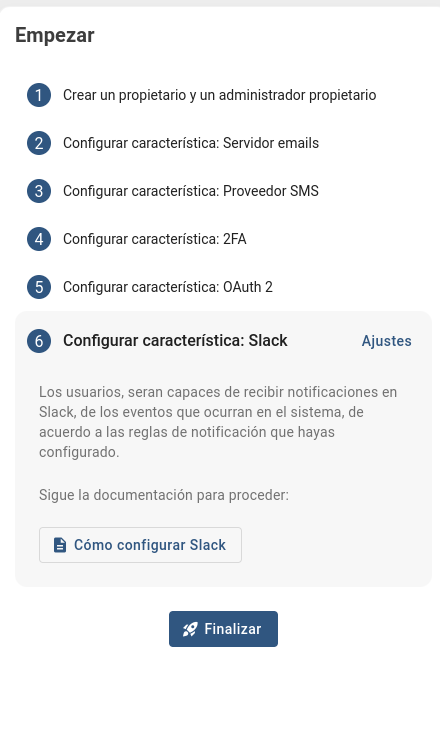 Empezar
1 Crear un propietario y un administrador propietario
2 Configurar característica: Servidor emails
3 Configurar característica: Proveedor SMS
4 Configurar característica: 2FA
5 Configurar característica: OAuth 2
6 Configurar característica: Slack Ajustes
Los usuarios, seran capaces de recibir notificaciones en
Slack, de los eventos que ocurran en el sistema, de
acuerdo a las reglas de notificación que hayas
configurado.
Sigue la documentación para proceder:
Cómo configurar Slack
Finalizar